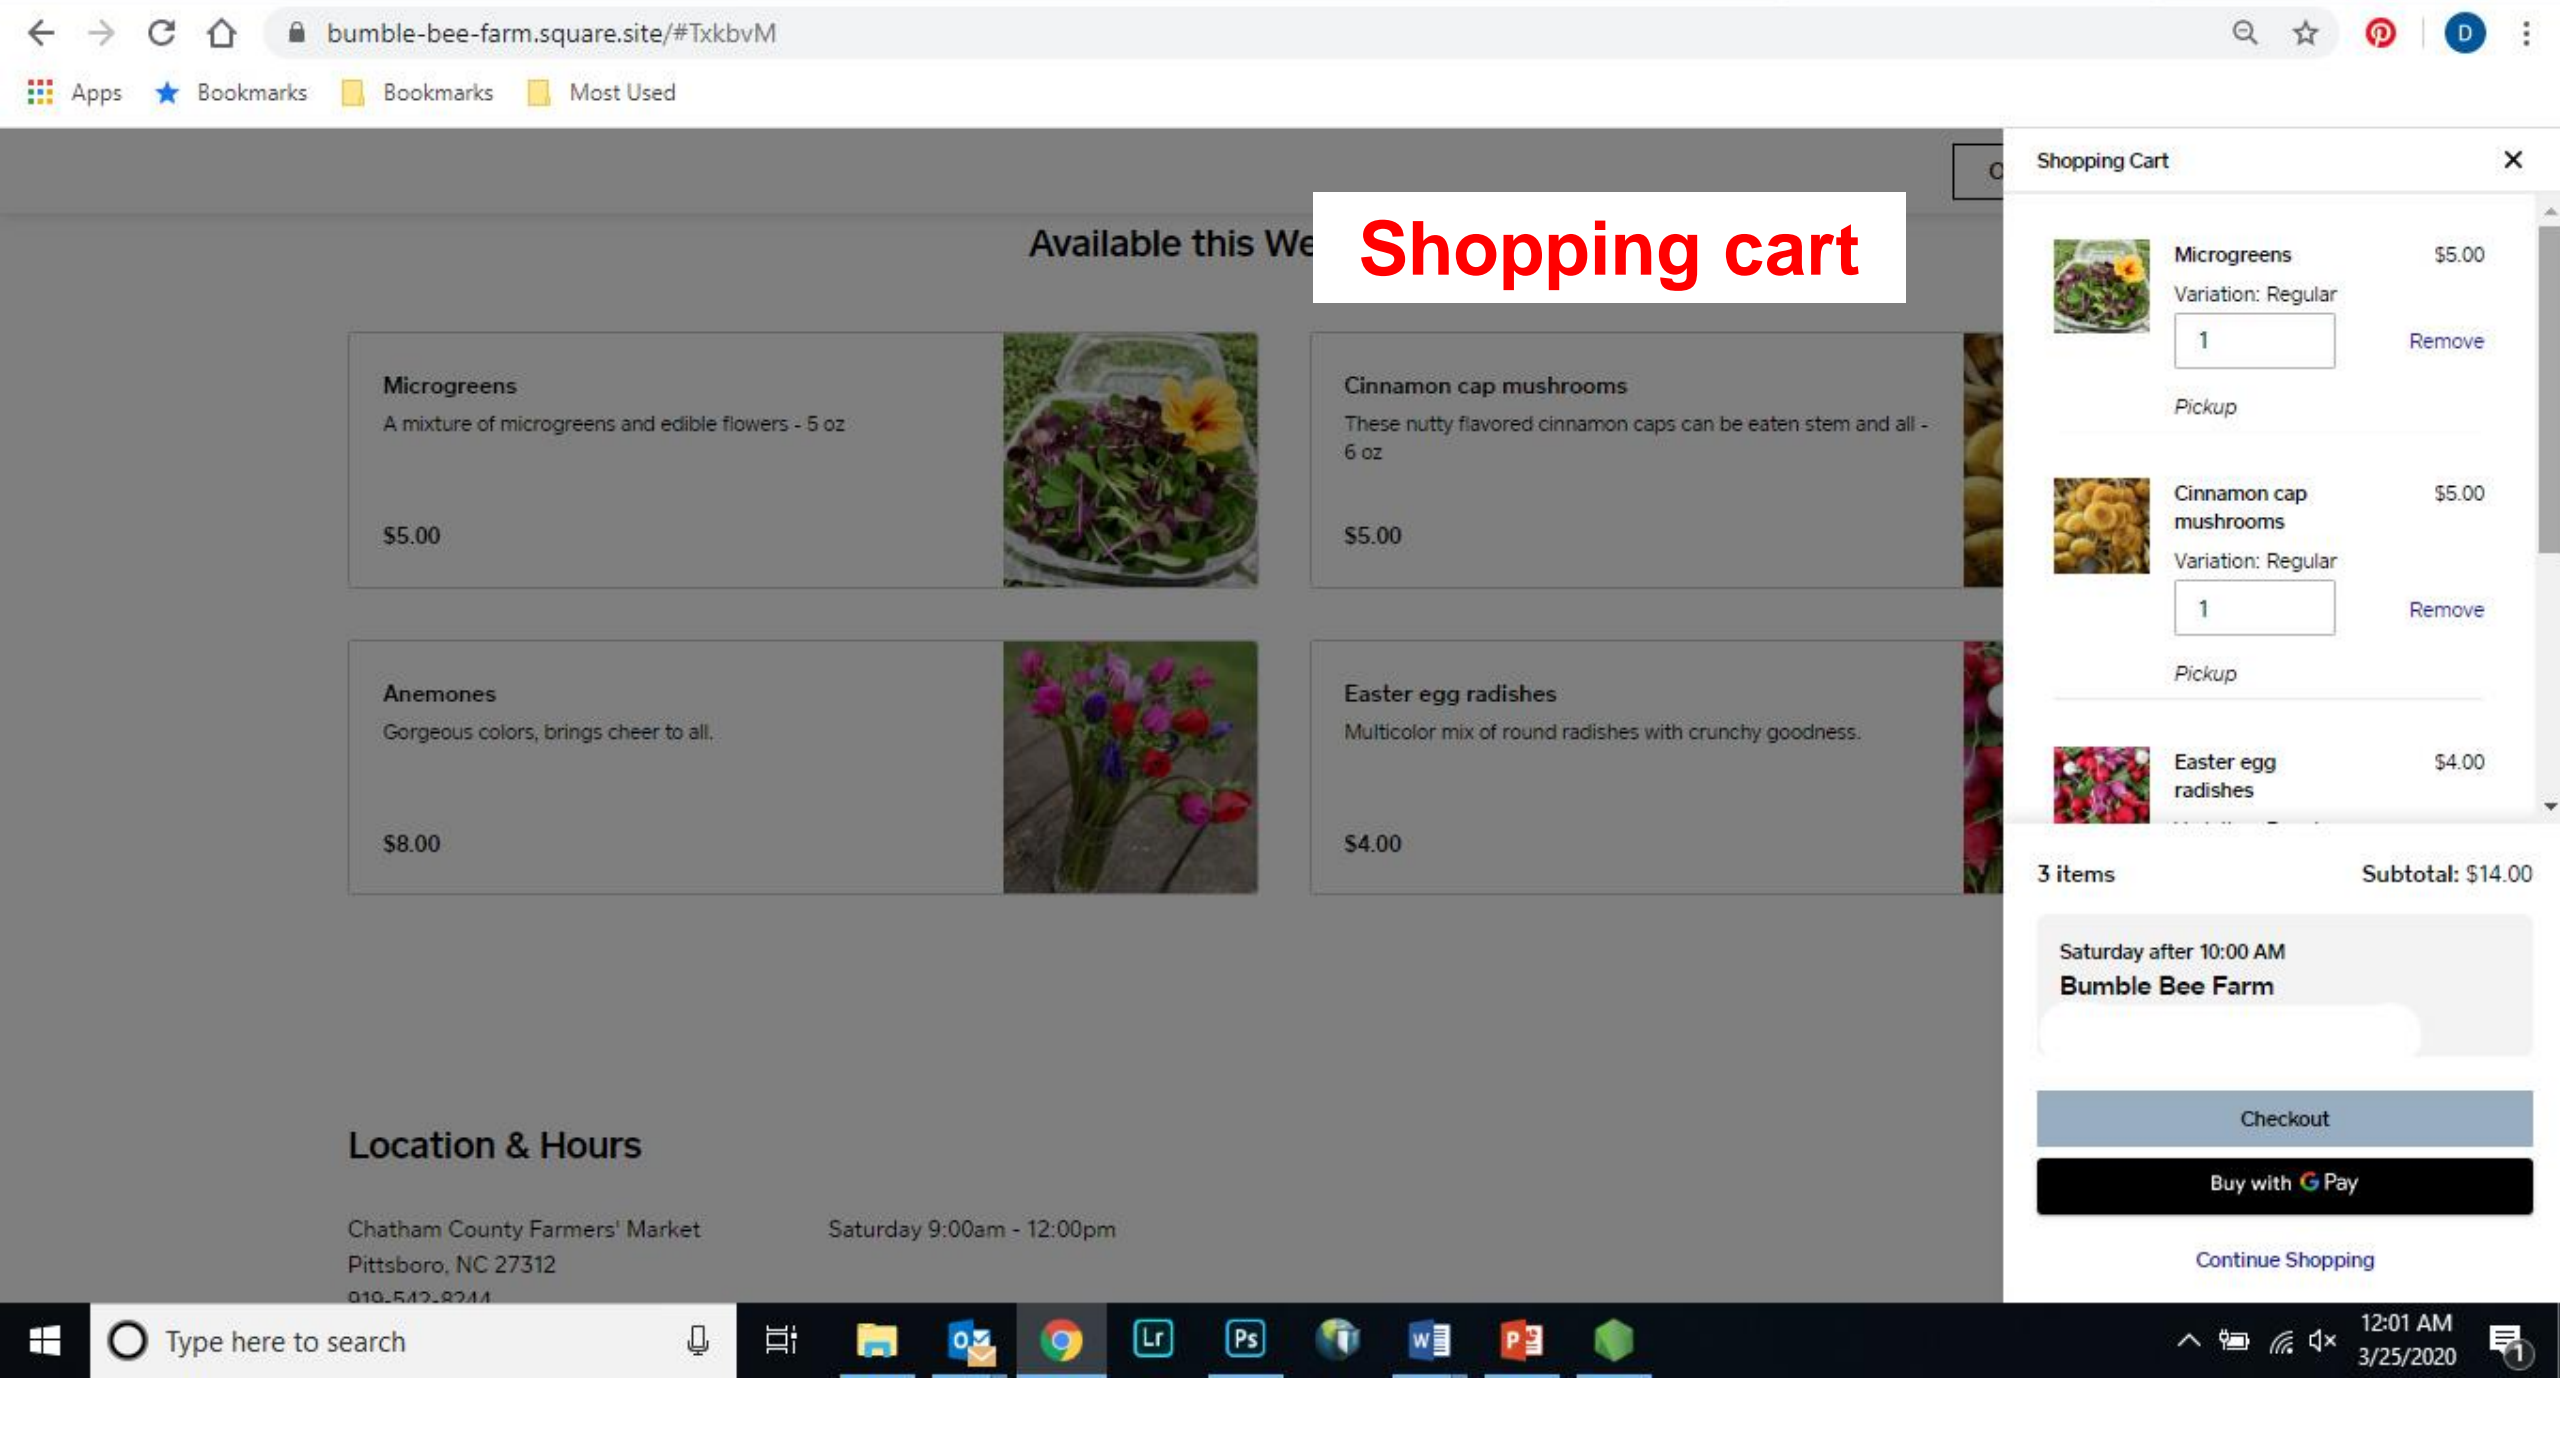 bumble-bee-farm.square.site/#TxkbvM
D
Apps
Bookmarks
Bookmarks
Most Used
Available this We
Shopping cart
Microgreens
A mixture of microgreens and edible flowers - 5 oz
$5.00
Cinnamon cap mushrooms
These nutty flavored cinnamon caps can be eaten stem and all -
6 oz
$5.00
Anemones
Gorgeous colors, brings cheer to all.
$8.00
Easter egg radishes
Multicolor mix of round radishes with crunchy goodness.
$4.00
Location & Hours
Chatham County Farmers' Market
Pittsboro, NC 27312
919-542-8244
Saturday 9:00am - 12:00pm
Shopping Cart
Microgreens
$5.00
Variation: Regular
1
Remove
Pickup
Cinnamon cap
mushrooms
$5.00
Variation: Regular
1
Remove
Pickup
Easter egg
radishes
$4.00
3 items
Subtotal: $14.00
Saturday after 10:00 AM
Bumble Bee Farm
Checkout
Buy with G Pay
Continue Shopping
Type here to search
Lr
Ps
12:01 AM
3/25/2020
1